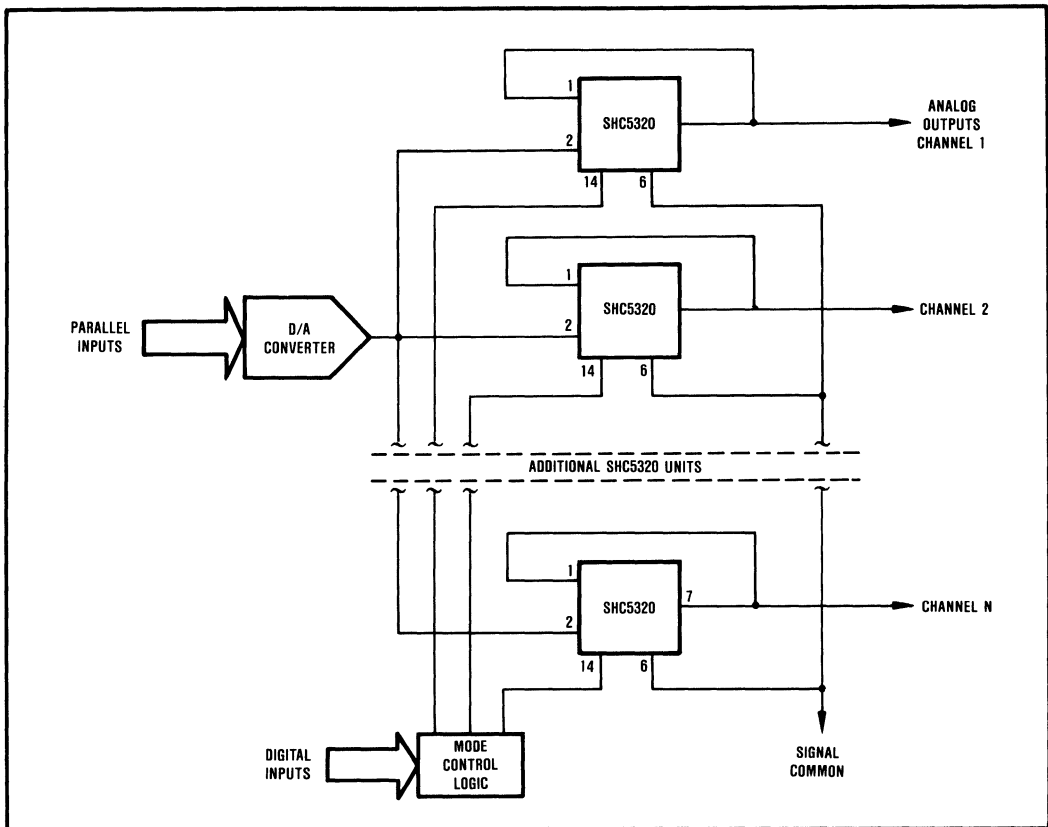 1
SHC5320
2
14
6
ANALOG
OUTPUTS
CHANNEL 1
1
SHC5320
2
14
6
CHANNEL 2
PARALLEL
INPUTS
D/A
CONVERTER
ADDITIONAL SHC5320 UNITS
1
SHC5320
7
2
14
6
CHANNEL N
DIGITAL
INPUTS
MODE
CONTROL
LOGIC
SIGNAL
COMMON